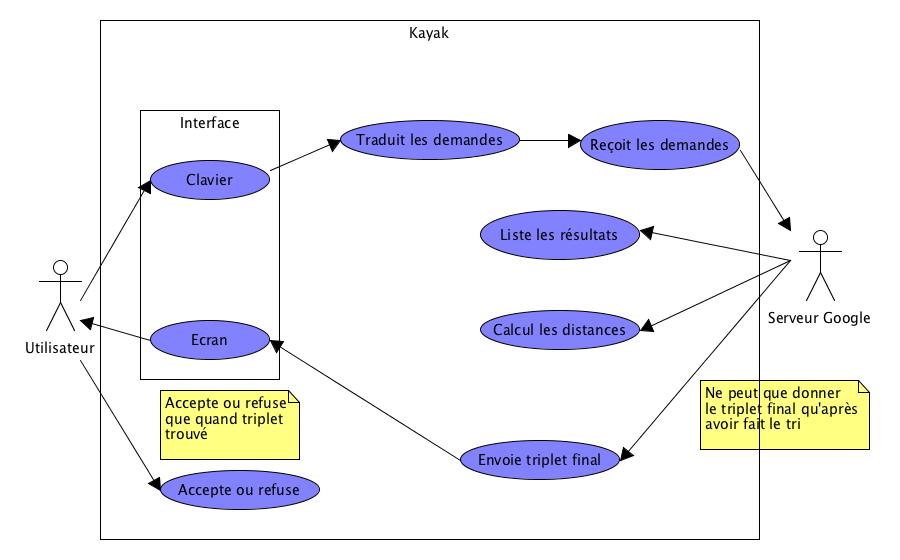 Kayak
Interface
Traduit les demandes
Reçoit les demandes
Clavier
Liste les résultats
Serveur Google
Calcul les distances
Ecran
Utilisateur
Accepte ou refuse
que quand triplet
trouvé
Ne peut que donner
le triplet final qu'après
avoir fait le tri
Envoie triplet final
Accepte ou refuse